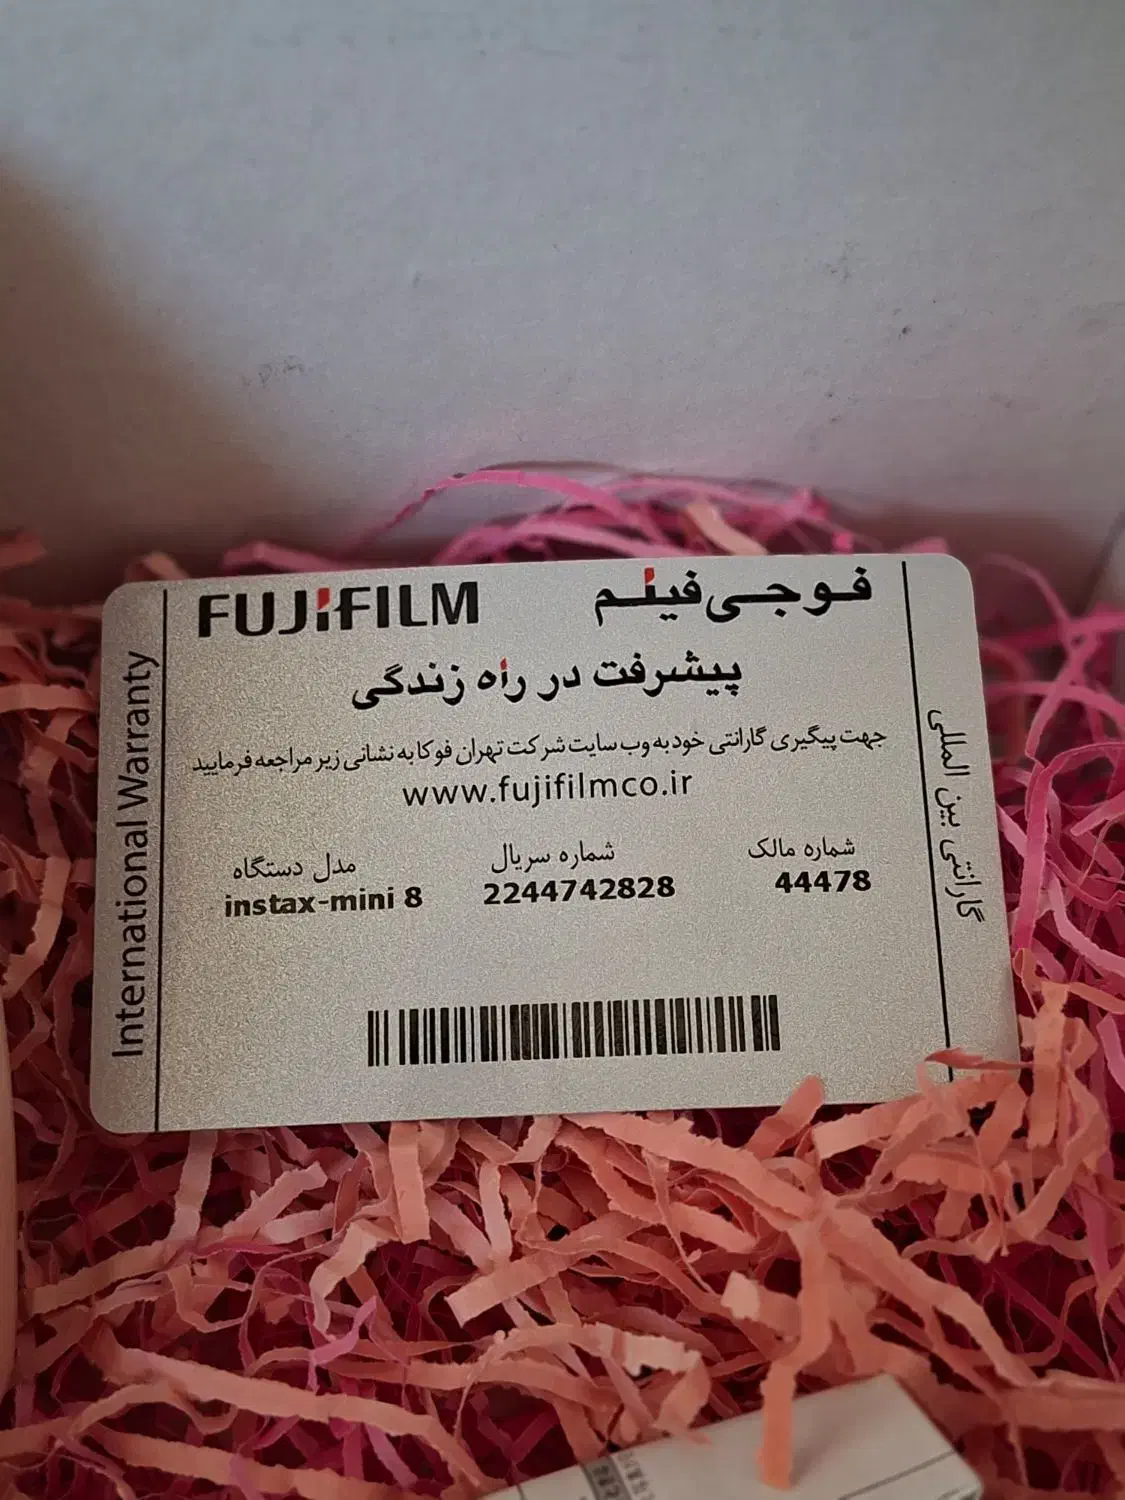 FUJIFILM
فوجی فیلم
پیشرفت در راه زندگی
جهت پیگیری گارانتی خود به وب سایت شرکت تهران فوکا به نشانی زیر مراجعه فرمایید
www.fujifilmco.ir
شماره مالک
44478
شماره سریال
2244742828
مدل دستگاه
instax-mini 8
International Warranty
گارانتی بین المللی